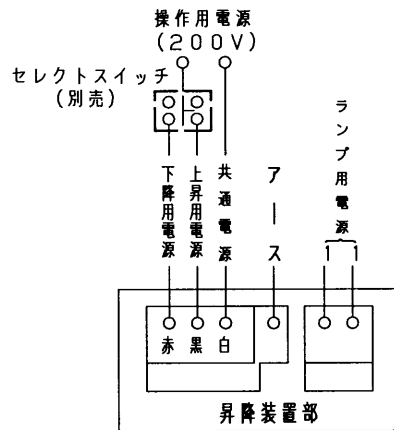 操作用電源
(200V)
セレクトスイッチ
(別売)
下降用電源
上昇用電源
共通電源
アース
ランプ用電源
赤
黒
白
昇降装置部